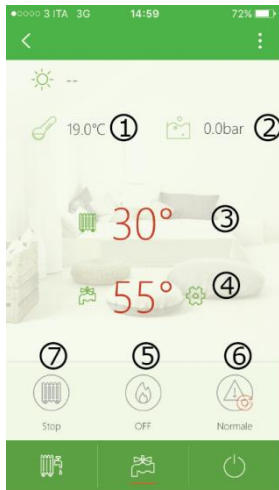 3 ITA 3G 14:59 72%
--
19.0°C ① 0.0bar ②
30° ③
55° ④
⑦ ⑤ ⑥
Stop OFF Normale